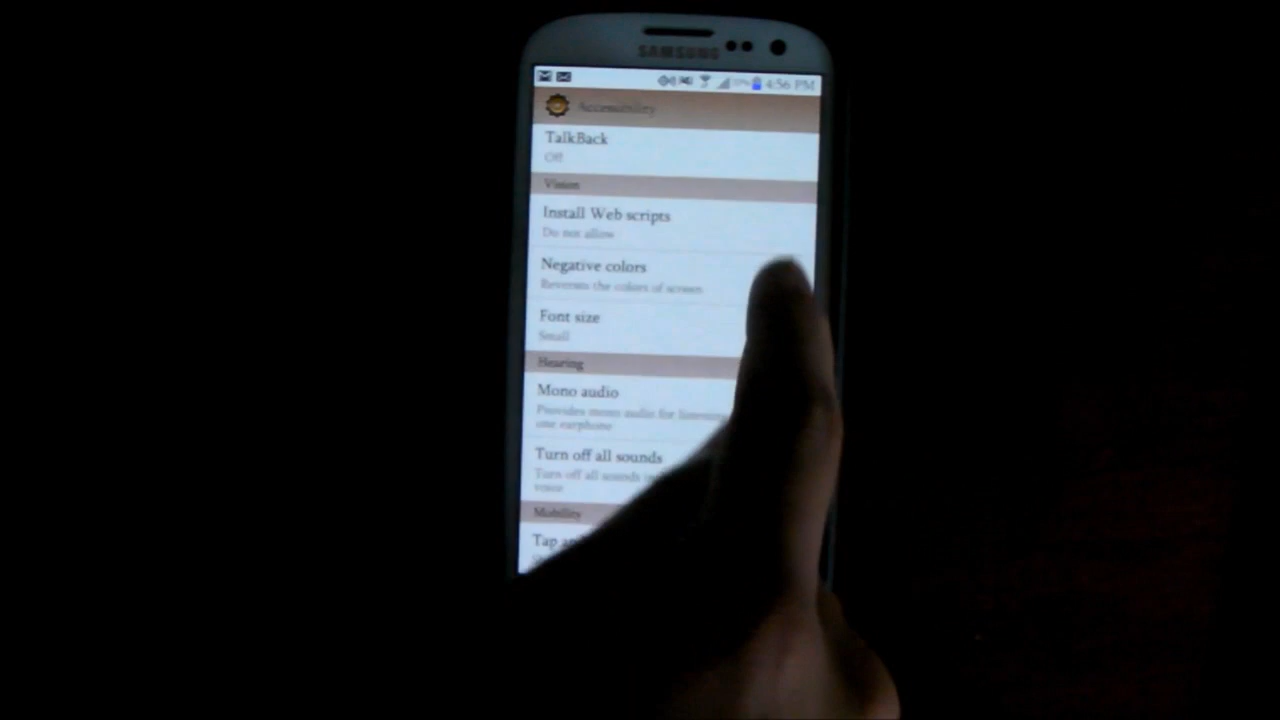 SAMSUNG
4:56 PM
Accessibility
TalkBack
Off
Vision
Install Web scripts
Do not allow
Negative colors
Reverses the colors of screen
Font size
Small
Hearing
Mono audio
Provides mono audio for listening
one earphone
Turn off all sounds
Turn off all sounds
voice
Mobility
Tap an